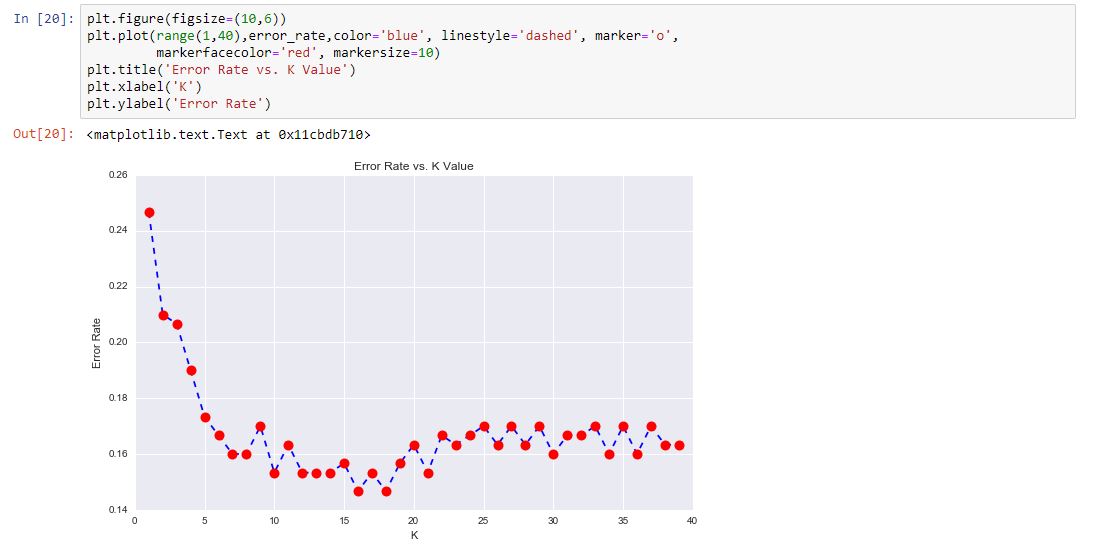 In [20]: plt.figure(figsize=(10,6))
plt.plot(range(1,40),error_rate,color='blue', linestyle='dashed', marker='o',
         markerfacecolor='red', markersize=10)
plt.title('Error Rate vs. K Value')
plt.xlabel('K')
plt.ylabel('Error Rate')
Out[20]: <matplotlib.text.Text at 0x11cbdb710>
Error Rate vs. K Value
0.26
0.24
0.22
0.20
0.18
0.16
0.14
Error Rate
0 5 10 15 20 25 30 35 40
K